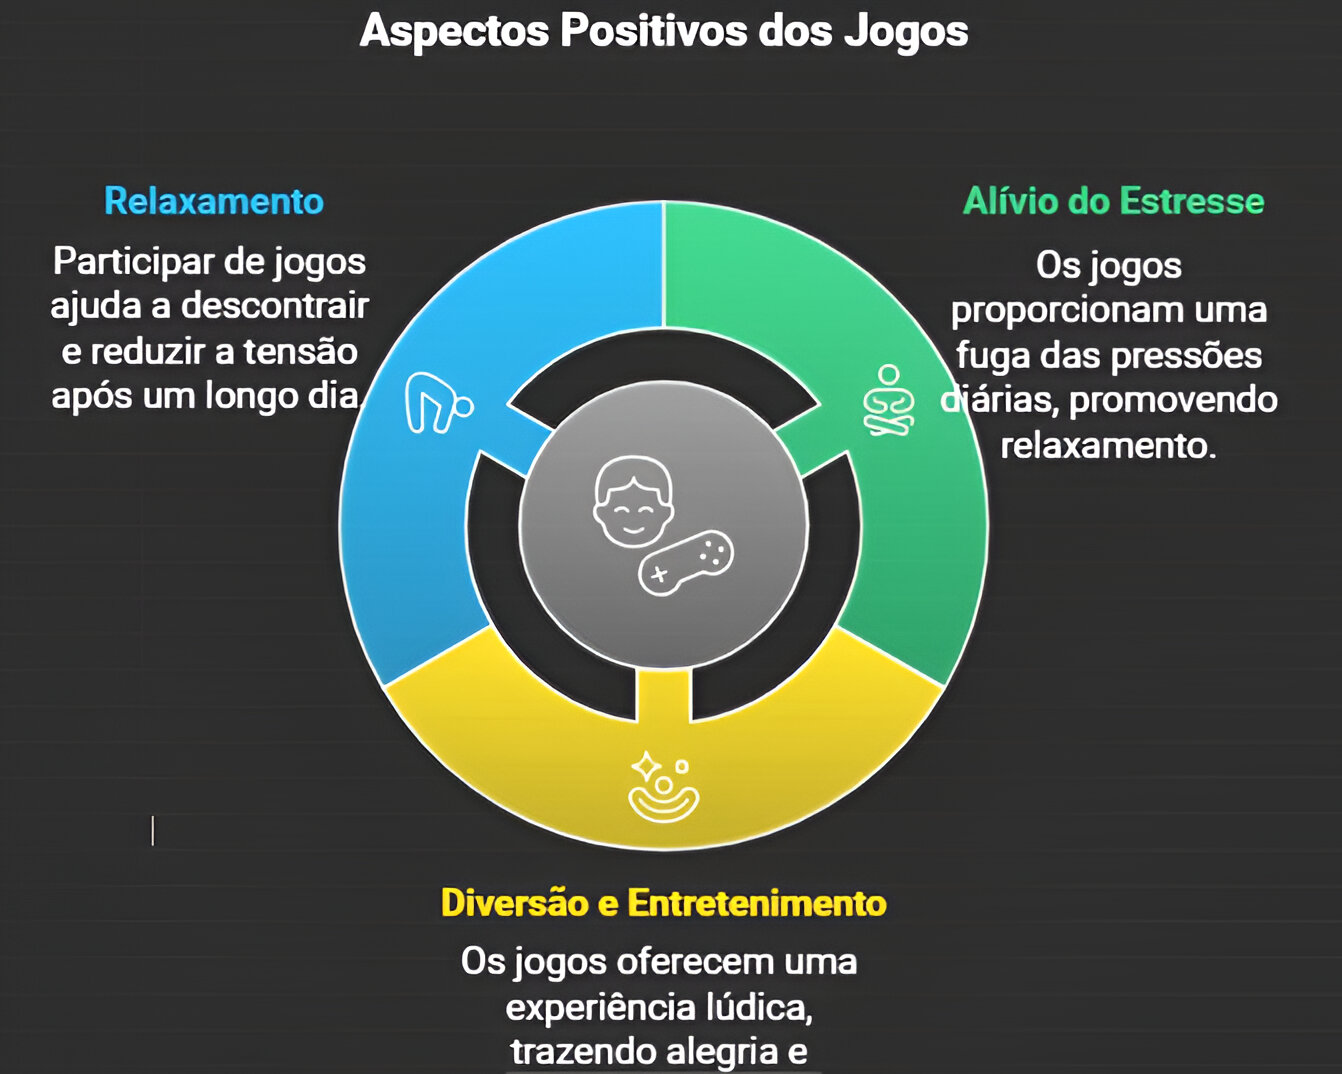 Aspectos Positivos dos Jogos
Relaxamento
Participar de jogos
ajuda a descontrair
e reduzir a tensão
após um longo dia.
Alívio do Estresse
Os jogos
proporcionam uma
fuga das pressões
diárias, promovendo
relaxamento.
Diversão e Entretenimento
Os jogos oferecem uma
experiência lúdica,
trazendo alegria e